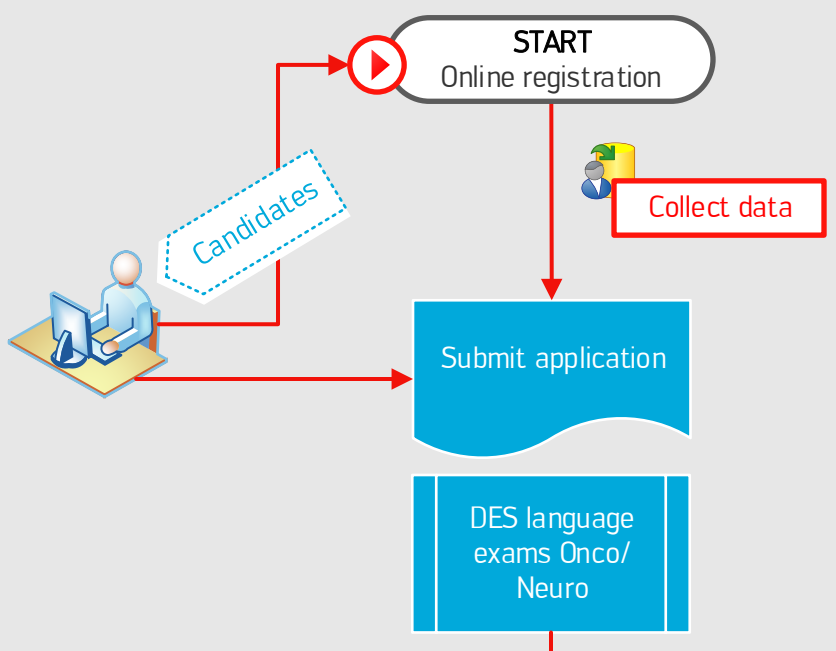 START
Online registration
Collect data
Candidates
Submit application
DES language
exams Onco/
Neuro